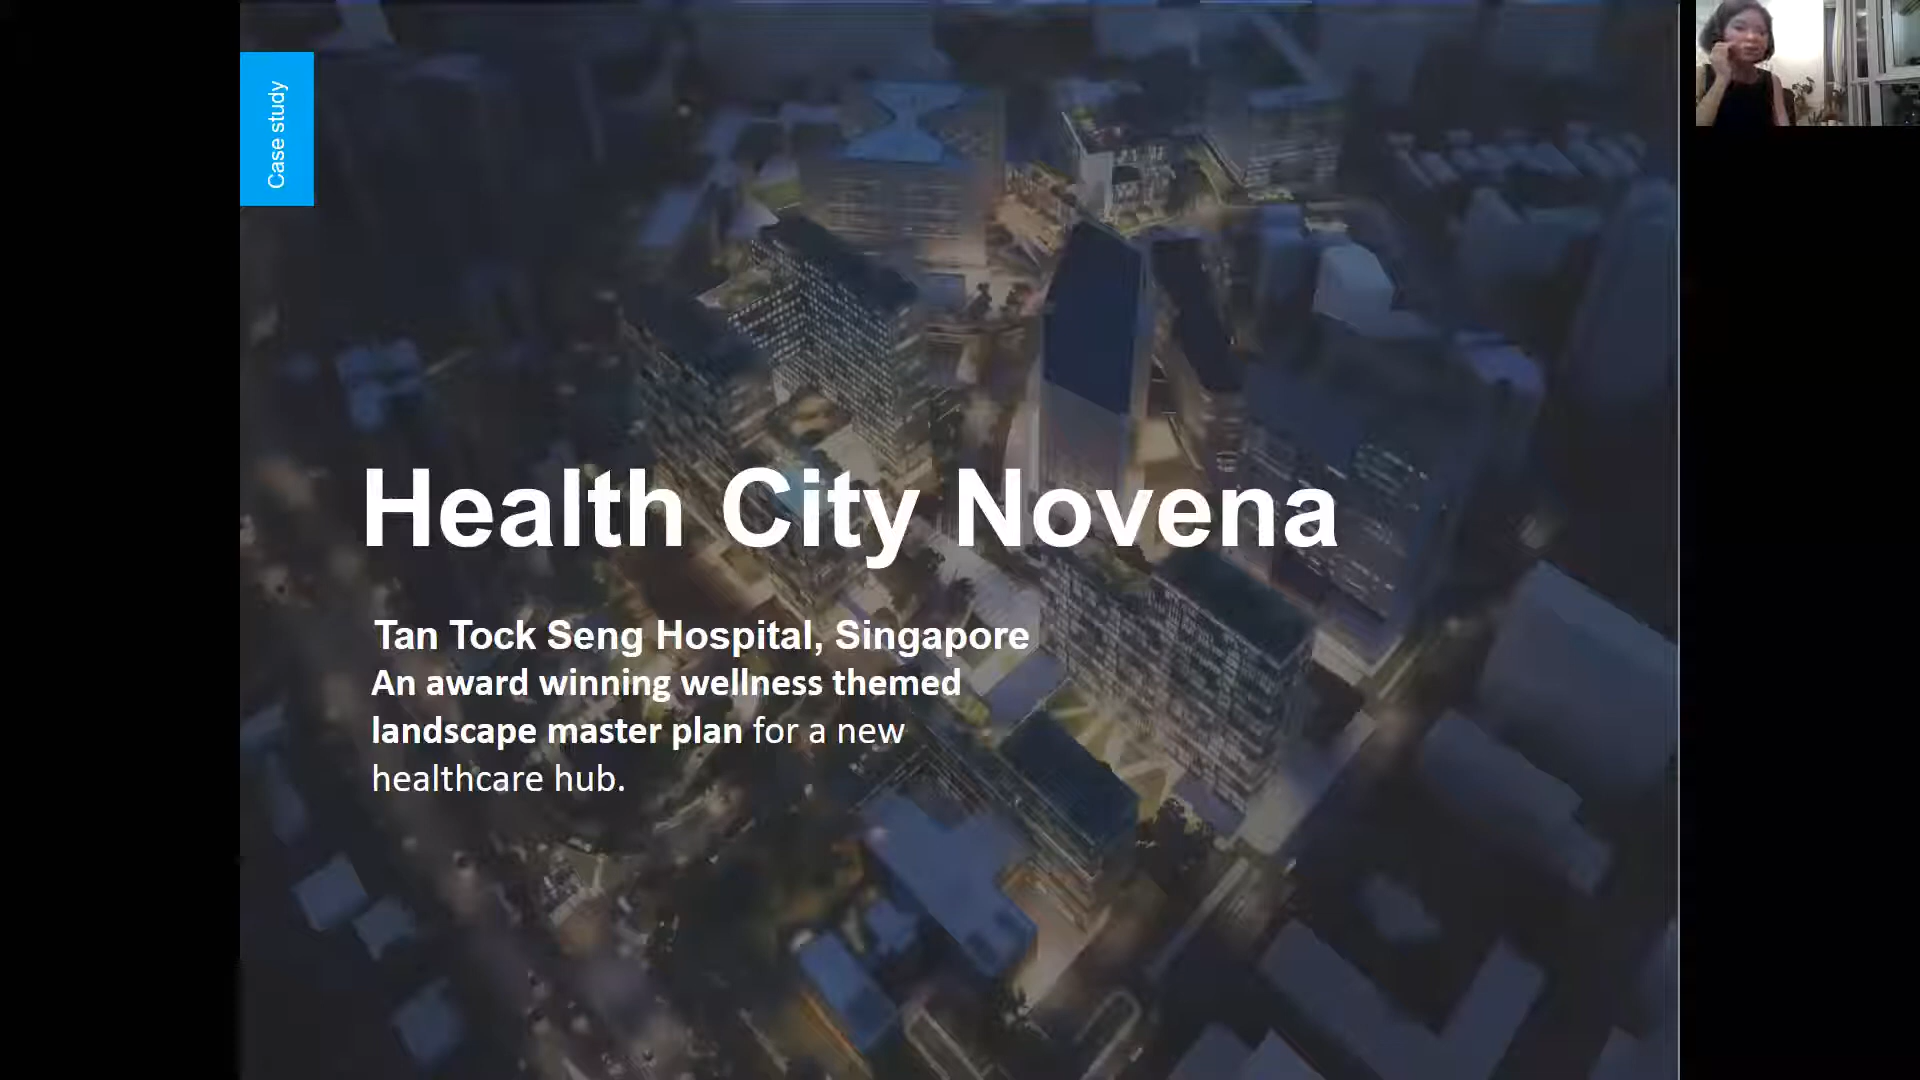 Case study
Health City Novena
Tan Tock Seng Hospital, Singapore
An award winning wellness themed
landscape master plan for a new
healthcare hub.